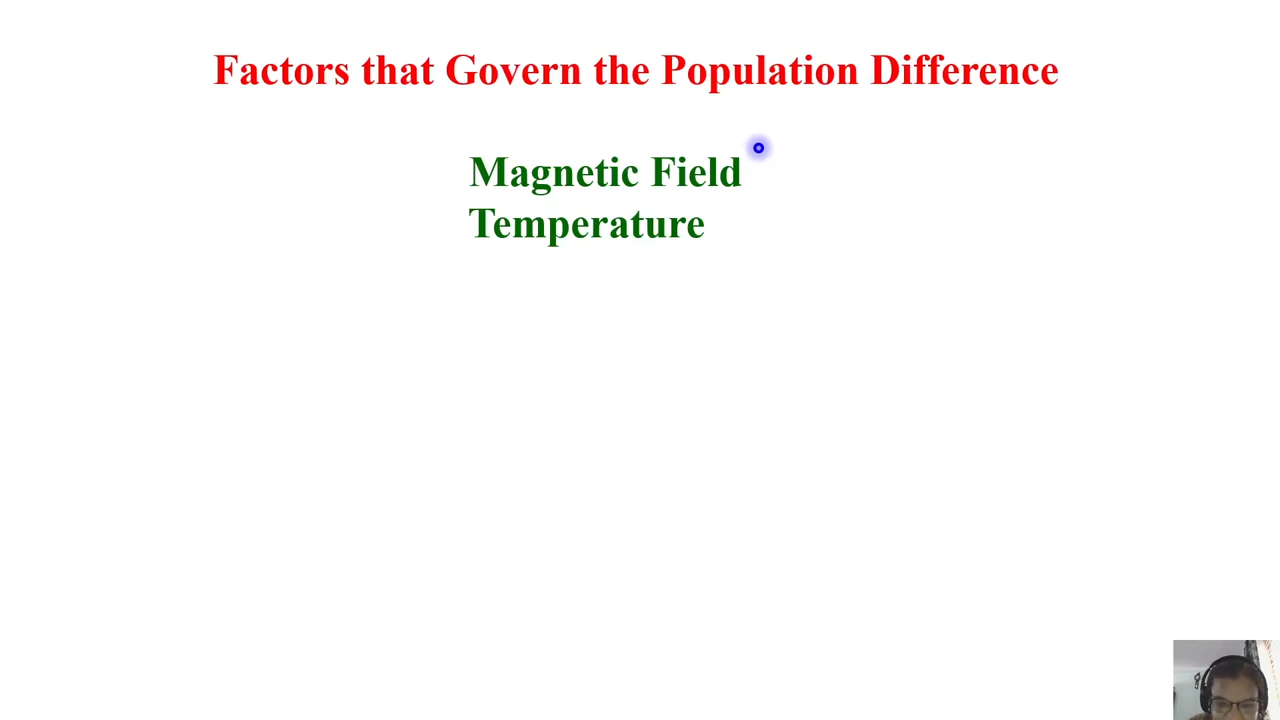 Factors that Govern the Population Difference
Magnetic Field
Temperature